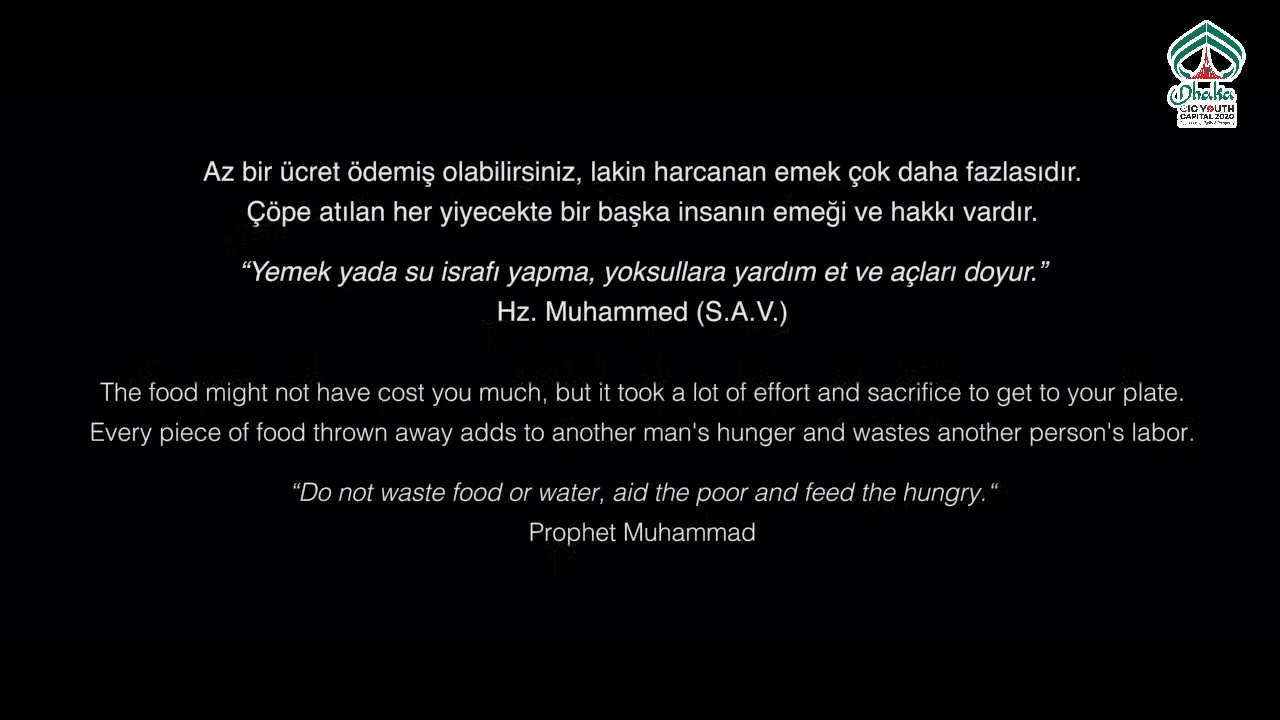 Dhaka
OIC YOUTH
CAPITAL 2020
Az bir ücret ödemiş olabilirsiniz, lakin harcanan emek çok daha fazlasıdır.
Çöpe atılan her yiyecekte bir başka insanın emeği ve hakkı vardır.
“Yemek yada su israfı yapma, yoksullara yardım et ve açları doyur.”
Hz. Muhammed (S.A.V.)
The food might not have cost you much, but it took a lot of effort and sacrifice to get to your plate.
Every piece of food thrown away adds to another man's hunger and wastes another person's labor.
“Do not waste food or water, aid the poor and feed the hungry.“
Prophet Muhammad